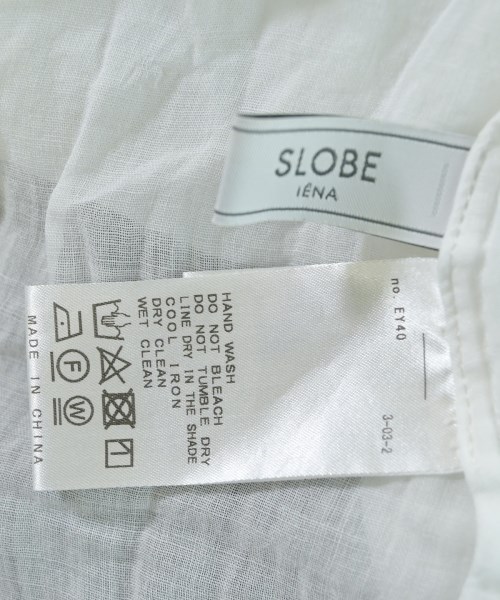 SLOBE
IÉNA
no. EY40
3-03-2
HAND WASH
DO NOT BLEACH
DO NOT TUMBLE DRY
LINE DRY IN THE SHADE
COOL IRON
DRY CLEAN
WET CLEAN
F
W
MADE IN CHINA